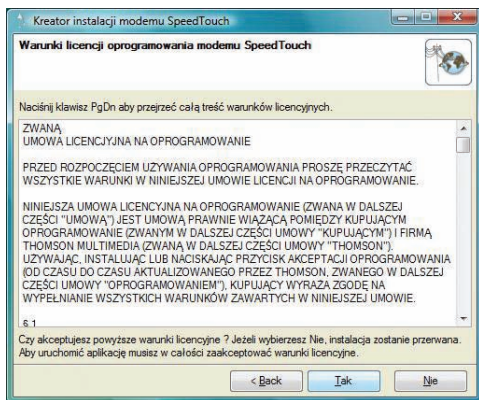 Kreator instalacji modemu SpeedTouch
Warunki licencji oprogramowania modemu SpeedTouch
Naciśnij klawisz PgDn aby przejrzeć całą treść warunków licencyjnych.
ZWANĄ
UMOWA LICENCYJNA NA OPROGRAMOWANIE
PRZED ROZPOCZĘCIEM UŻYWANIA OPROGRAMOWANIA PROSZĘ PRZECZYTAĆ
WSZYSTKIE WARUNKI W NINIEJSZEJ UMOWIE LICENCJI NA OPROGRAMOWANIE.
NINIEJSZA UMOWA LICENCYJNA NA OPROGRAMOWANIE (ZWANA W DALSZEJ
CZĘŚCI "UMOWĄ") JEST UMOWĄ PRAWNIE WIĄŻĄCĄ POMIĘDZY KUPUJĄCYM
OPROGRAMOWANIE (ZWANYM W DALSZEJ CZĘŚCI UMOWY "KUPUJĄCYM") I FIRMĄ
THOMSON MULTIMEDIA (ZWANĄ W DALSZEJ CZĘŚCI UMOWY "THOMSON").
UŻYWAJĄC, INSTALUJĄC LUB NACISKAJĄC PRZYCISK AKCEPTACJI OPROGRAMOWANIA
(OD CZASU DO CZASU AKTUALIZOWANEGO PRZEZ THOMSON, ZWANEGO W DALSZEJ
CZĘŚCI UMOWY "OPROGRAMOWANIEM"), KUPUJĄCY WYRAŻA ZGODĘ NA
WYPEŁNIANIE WSZYSTKICH WARUNKÓW ZAWARTYCH W NINIEJSZEJ UMOWIE.
6.1
Czy akceptujesz powyższe warunki licencyjne ? Jeżeli wybierzesz Nie, instalacja zostanie przerwana.
Aby uruchomić aplikację musisz w całości zaakceptować warunki licencyjne.
< Back Tak Nie